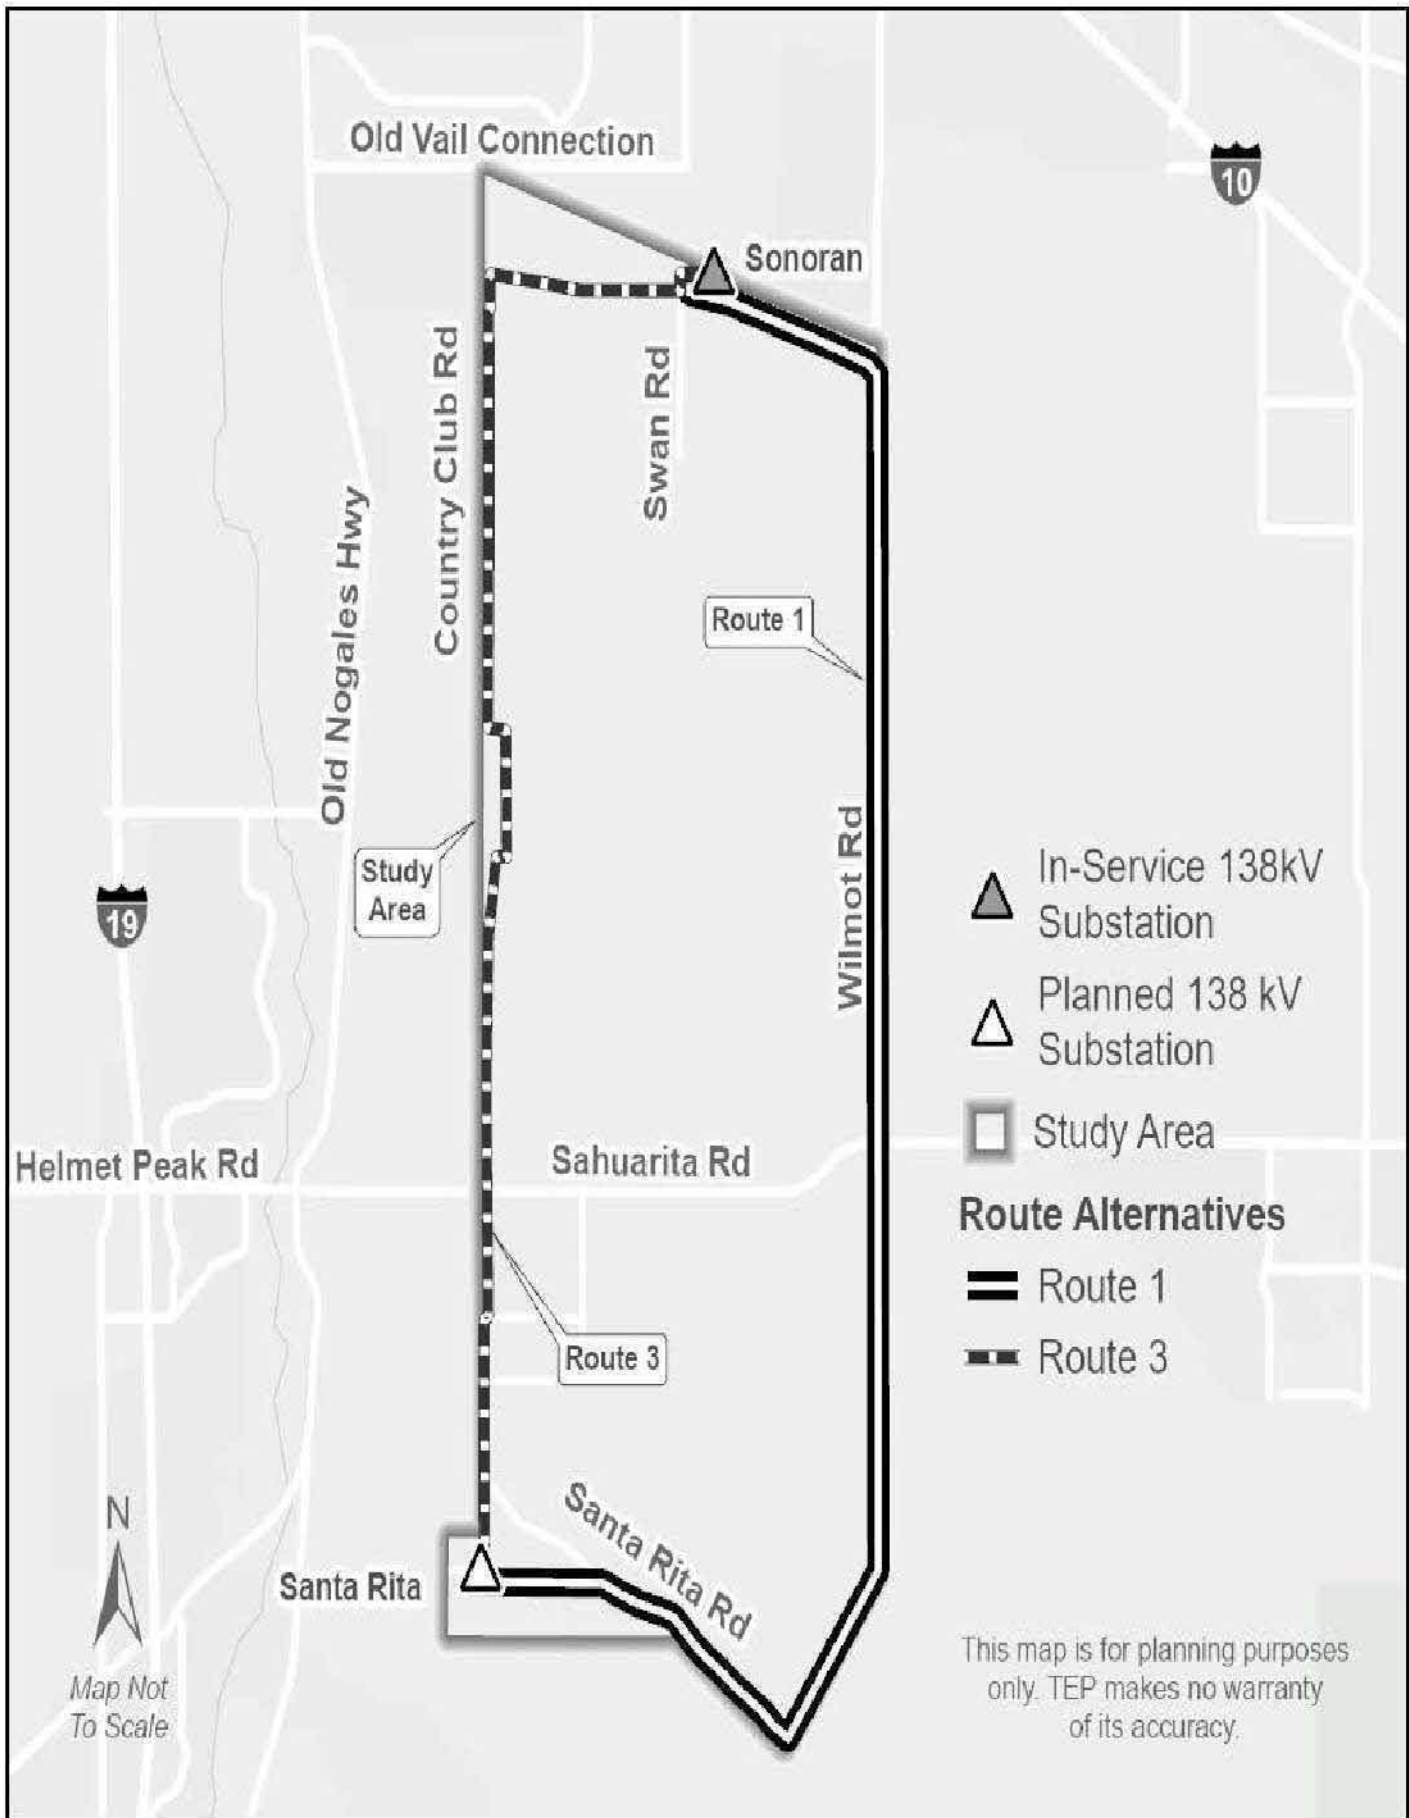 Old Vail Connection
10
Sonoran
Country Club Rd
Swan Rd
Old Nogales Hwy
Route 1
Wilmot Rd
Study
Area
19
In-Service 138kV
Substation
Planned 138 kV
Substation
Study Area
Helmet Peak Rd
Sahuarita Rd
Route Alternatives
Route 1
Route 3
Route 3
N
Santa Rita Rd
Santa Rita
Map Not
To Scale
This map is for planning purposes
only. TEP makes no warranty
of its accuracy.